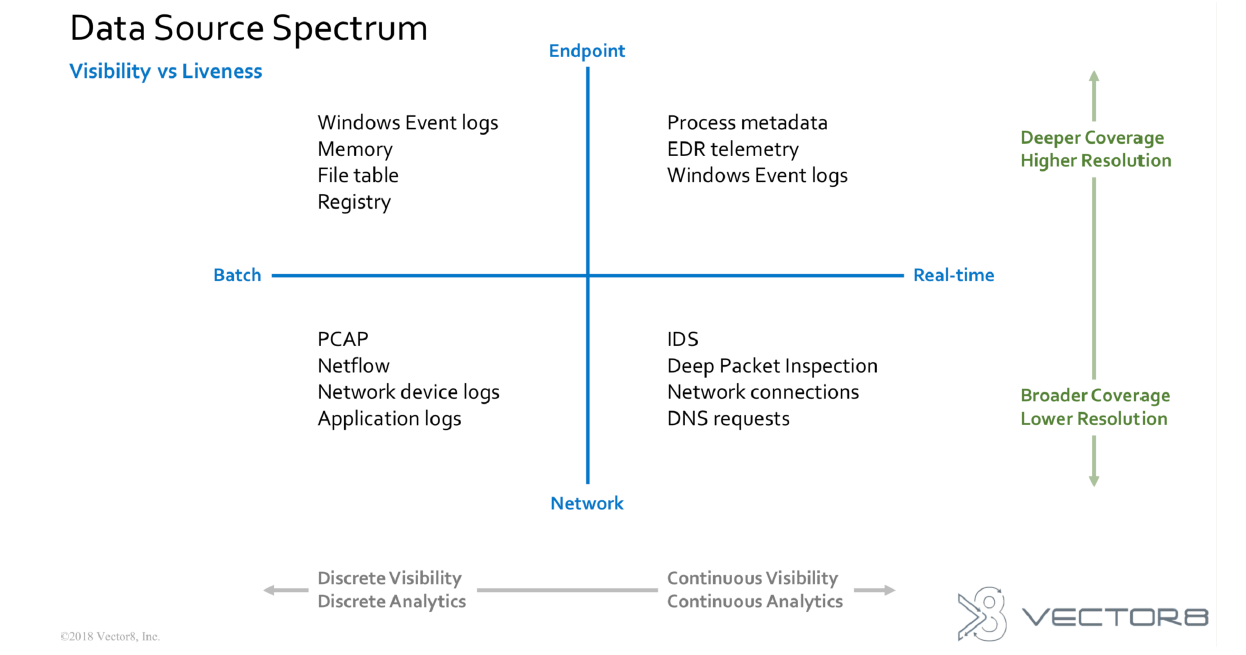 Data Source Spectrum
Visibility vs Liveness
Endpoint
Windows Event logs
Memory
File table
Registry
Process metadata
EDR telemetry
Windows Event logs
Deeper Coverage
Higher Resolution
Batch
Real-time
PCAP
Netflow
Network device logs
Application logs
IDS
Deep Packet Inspection
Network connections
DNS requests
Broader Coverage
Lower Resolution
Network
Discrete Visibility
Discrete Analytics
Continuous Visibility
Continuous Analytics
VECTOR8
©2018 Vector8, Inc.